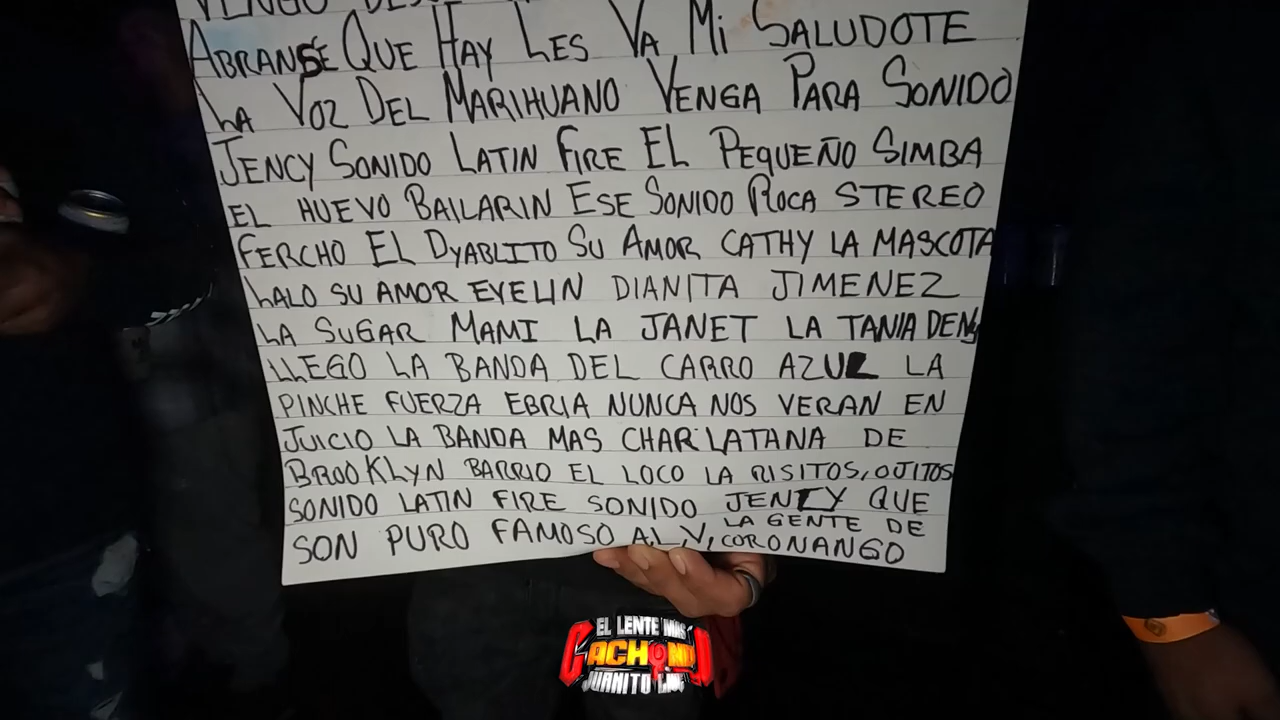 VENGO
ABRANSE QUE HAY LES VA Mi SALUDOTE
LA VOZ DEL MARIHUANO VENGA PARA SONIDO
JENCY SONIDO LATIN FIRE EL PEQUEÑO SIMBA
EL HUEVO BAILARIN ESE SONIDO ROCA STEREO
FERCHO EL DYABLITO SU AMOR CATHY LA MASCOTA
LALO SU AMOR EVELIN DIANITA JIMENEZ
LA SUGAR MAMI LA JANET LA TANIA DENy
LLEGO LA BANDA DEL CARRO AZUL LA
PINCHE FUERZA EBRIA NUNCA NOS VERAN EN
JUICIO LA BANDA MAS CHARLATANA DE
BROOKLYN BARRIO EL LOCO LA RISITOS, OJITOS
SONIDO LATIN FIRE SONIDO JENCY QUE
SON PURO FAMOSO A.L.V, LA GENTE DE
CORONANGO
EL LENTE MAS
CACHONDO
JUANITO